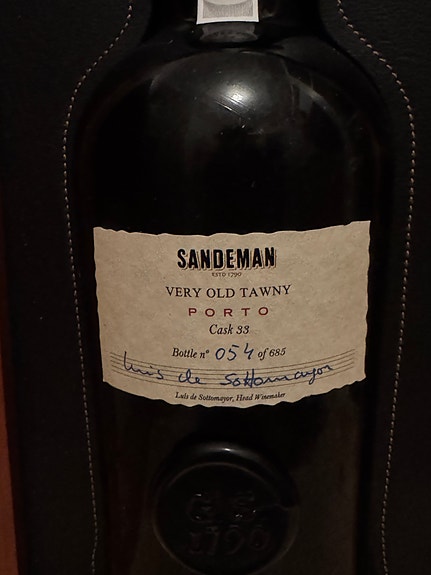 SANDEMAN
ESTD 1790
VERY OLD TAWNY
PORTO
Cask 33
Bottle nº 054 of 685
Luis de Sottomayor
Luís de Sottomayor, Head Winemaker
1790